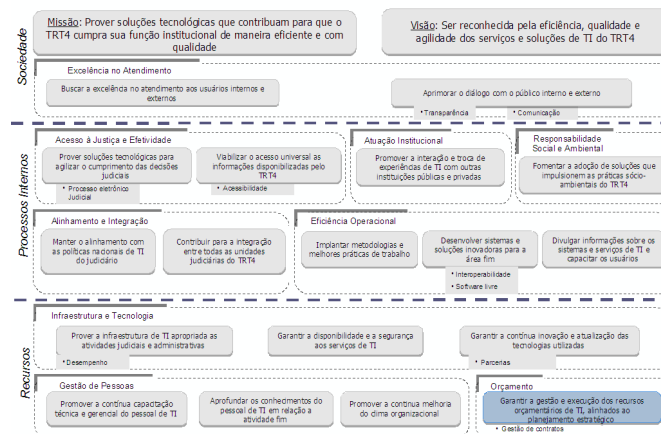 Missão: Prover soluções tecnológicas que contribuam para que o
TRT4 cumpra sua função institucional de maneira eficiente e com
qualidade
Visão: Ser reconhecida pela eficiência, qualidade e
agilidade dos serviços e soluções de TI do TRT4
Sociedade
Excelência no Atendimento
Buscar a excelência no atendimento aos usuários internos e
externos
Aprimorar o diálogo com o público interno e externo
• Transparência
• Comunicação
Processos Internos
Acesso à Justiça e Efetividade
Prover soluções tecnológicas para
agilizar o cumprimento das decisões
judiciais
• Processo eletrônico
Judicial
Viabilizar o acesso universal as
informações disponibilizadas pelo
TRT4
• Acessibilidade
Atuação Institucional
Promover a interação e troca de
experiências de TI com outras
instituições públicas e privadas
Responsabilidade
Social e Ambiental
Fomentar a adoção de soluções que
impulsionem as práticas sócio-
ambientais do TRT4
Alinhamento e Integração
Manter o alinhamento com
as políticas nacionais de TI
do judiciário
Contribuir para a integração
entre todas as unidades
judiciárias do TRT4
Eficiência Operacional
Implantar metodologias e
melhores práticas de trabalho
Desenvolver sistemas e
soluções inovadoras para a
área fim
• Interoperabilidade
• Software livre
Divulgar informações sobre os
sistemas e serviços de TI e
capacitar os usuários
Recursos
Infraestrutura e Tecnologia
Prover a infraestrutura de TI apropriada as
atividades judiciais e administrativas
• Desempenho
Garantir a disponibilidade e a segurança
aos serviços de TI
Garantir a contínua inovação e atualização das
tecnologias utilizadas
• Parcerias
Gestão de Pessoas
Promover a contínua capacitação
técnica e gerencial do pessoal de TI
Aprofundar os conhecimentos do
pessoal de TI em relação a
atividade fim
Promover a continua melhoria
do clima organizacional
Orçamento
Garantir a gestão e execução dos recursos
orçamentários de TI, alinhados ao
planejamento estratégico
• Gestão de contratos